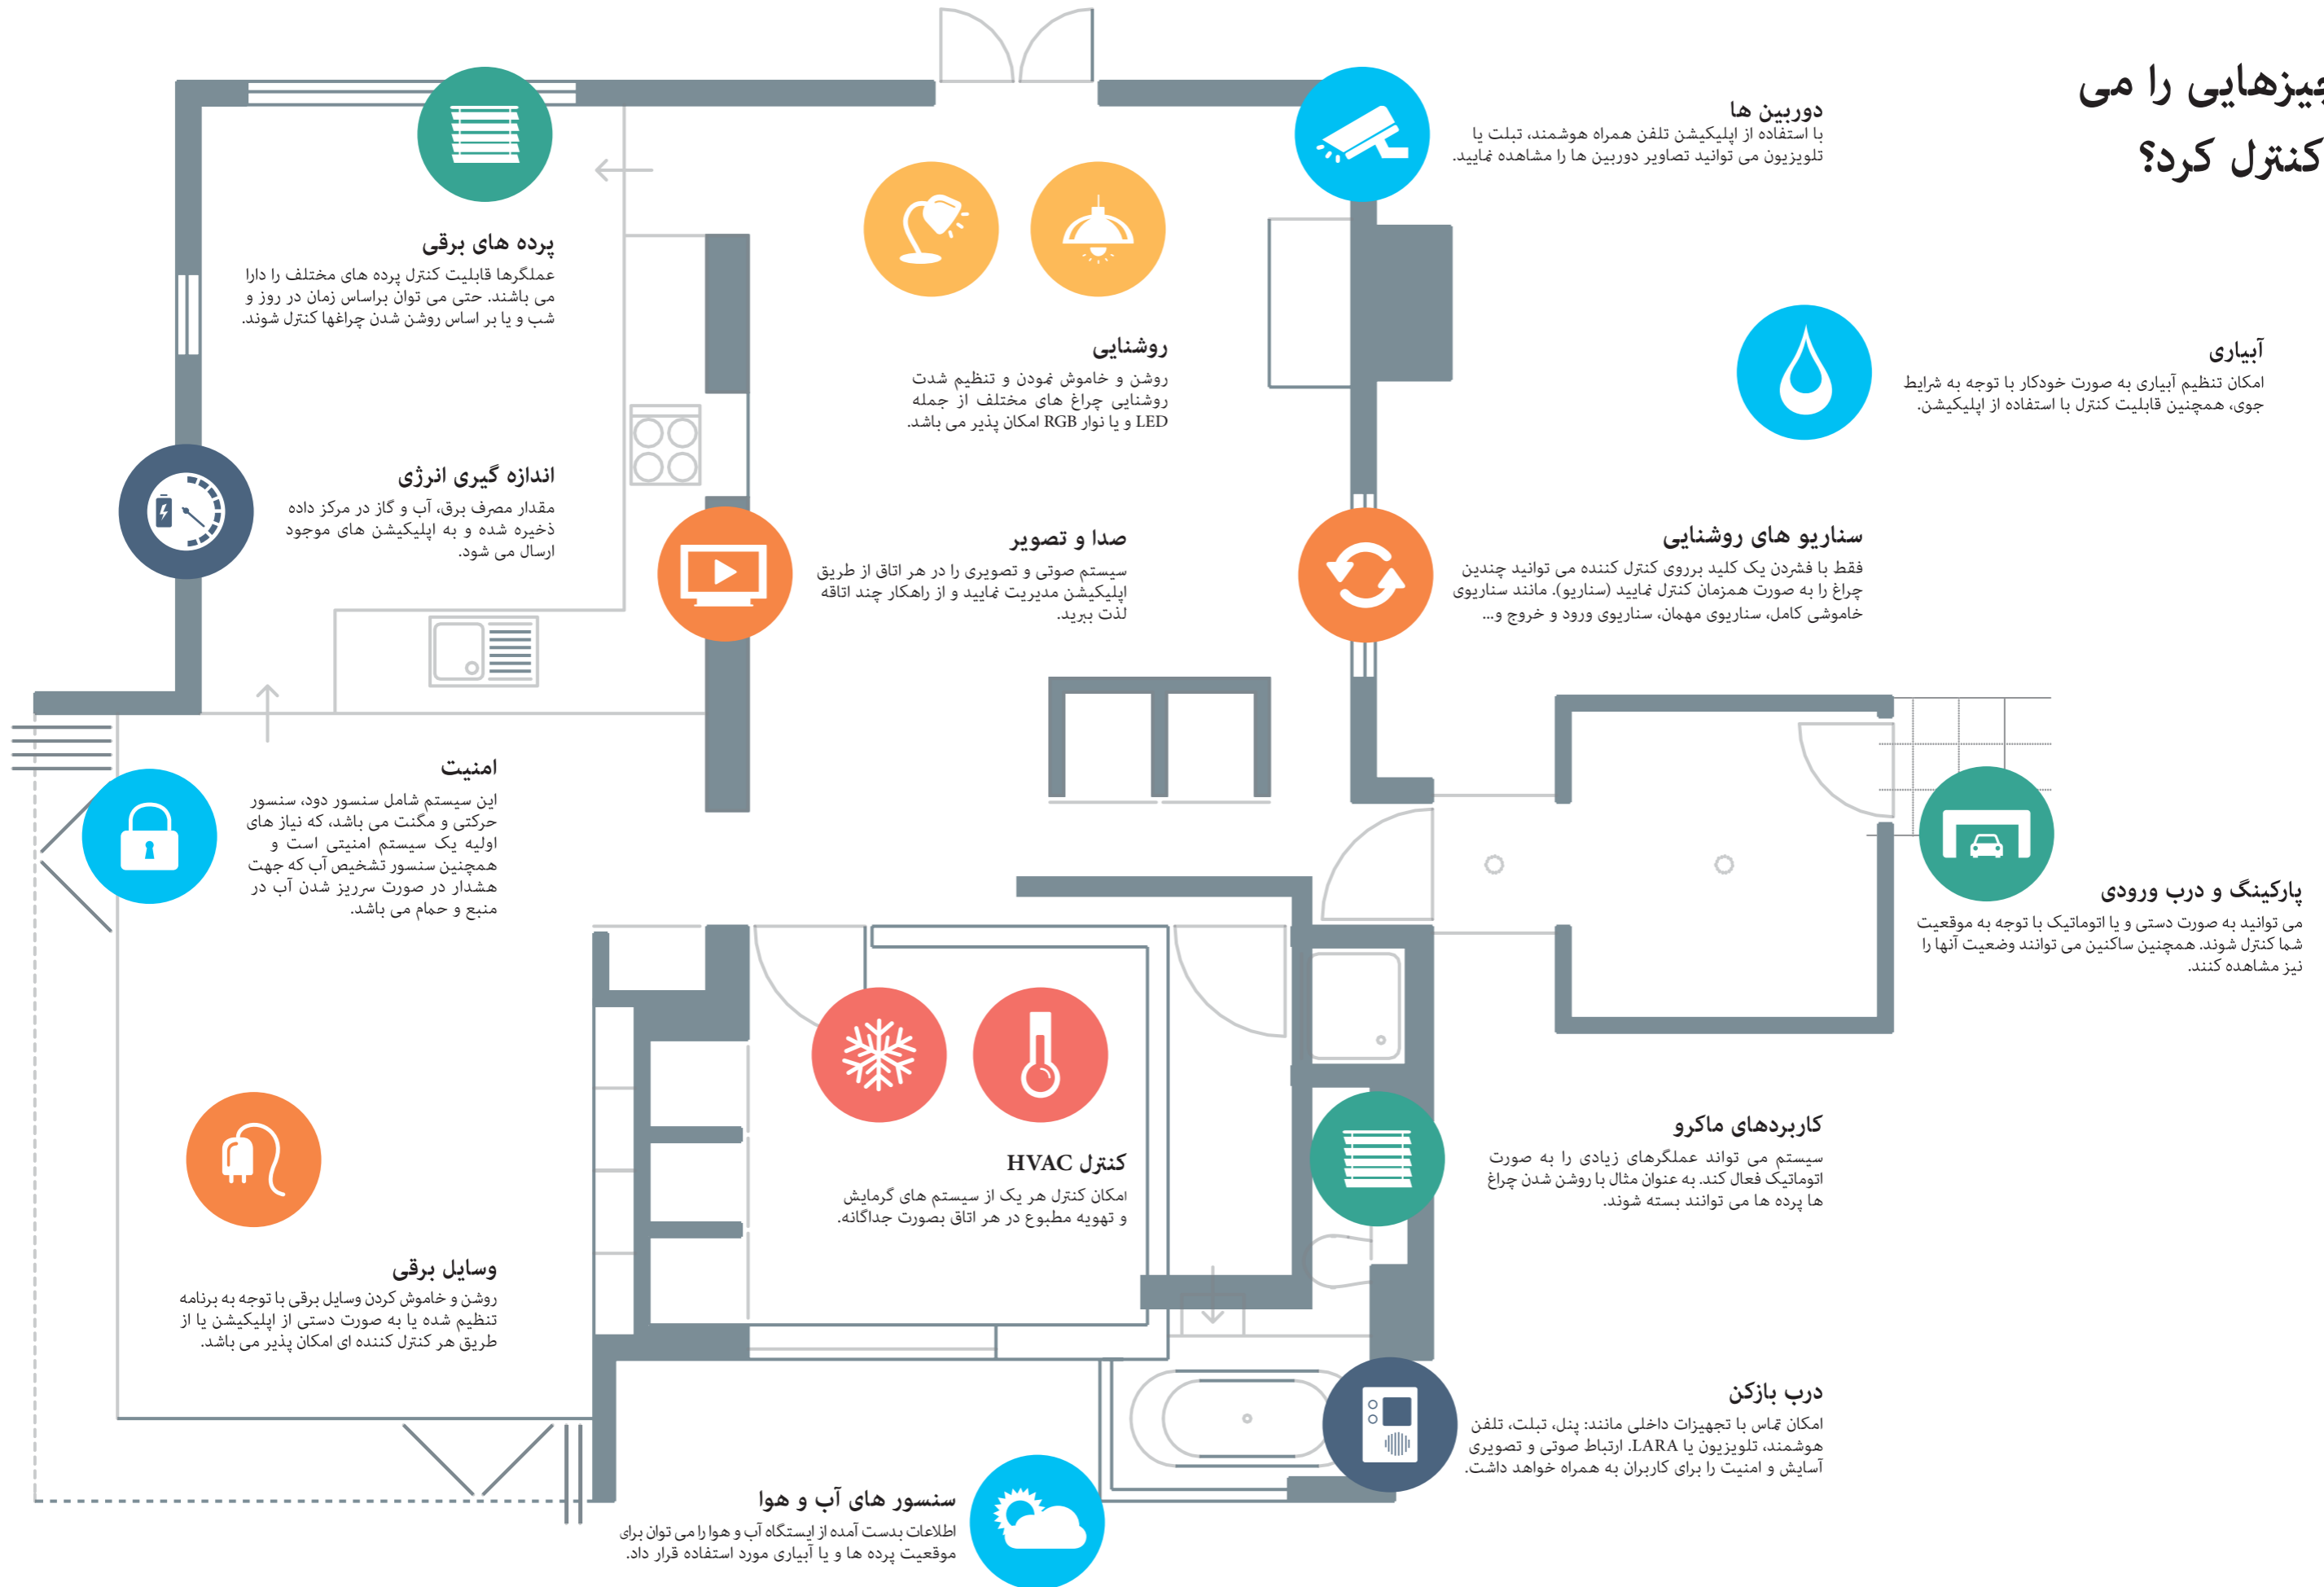 چیزهایی را می
کنترل کرد؟
دوربین ها
با استفاده از اپلیکیشن تلفن همراه هوشمند، تبلت یا
تلویزیون می توانید تصاویر دوربین ها را مشاهده نمایید.
پرده های برقی
عملگرها قابلیت کنترل پرده های مختلف را دارا
می باشند. حتی می توان براساس زمان در روز و
شب و یا بر اساس روشن شدن چراغها کنترل شوند.
روشنایی
روشن و خاموش نمودن و تنظیم شدت
روشنایی چراغ های مختلف از جمله
LED و یا نوار RGB امکان پذیر می باشد.
آبیاری
امکان تنظیم آبیاری به صورت خودکار با توجه به شرایط
جوی، همچنین قابلیت کنترل با استفاده از اپلیکیشن.
اندازه گیری انرژی
مقدار مصرف برق، آب و گاز در مرکز داده
ذخیره شده و به اپلیکیشن های موجود
ارسال می شود.
صدا و تصویر
سیستم صوتی و تصویری را در هر اتاق از طریق
اپلیکیشن مدیریت نمایید و از راهکار چند اتاقه
لذت ببرید.
سناریو های روشنایی
فقط با فشردن یک کلید برروی کنترل کننده می توانید چندین
چراغ را به صورت همزمان کنترل نمایید (سناریو). مانند سناریوی
خاموشی کامل، سناریوی مهمان، سناریوی ورود و خروج و...
امنیت
این سیستم شامل سنسور دود، سنسور
حرکتی و مگنت می باشد، که نیاز های
اولیه یک سیستم امنیتی است و
همچنین سنسور تشخیص آب که جهت
هشدار در صورت سرریز شدن آب در
منبع و حمام می باشد.
پارکینگ و درب ورودی
می توانید به صورت دستی و یا اتوماتیک با توجه به موقعیت
شما کنترل شوند. همچنین ساکنین می توانند وضعیت آنها را
نیز مشاهده کنند.
کنترل HVAC
امکان کنترل هر یک از سیستم های گرمایش
و تهویه مطبوع در هر اتاق بصورت جداگانه.
کاربردهای ماکرو
سیستم می تواند عملگرهای زیادی را به صورت
اتوماتیک فعال کند. به عنوان مثال با روشن شدن چراغ
ها پرده ها می توانند بسته شوند.
وسایل برقی
روشن و خاموش کردن وسایل برقی با توجه به برنامه
تنظیم شده یا به صورت دستی از اپلیکیشن یا از
طریق هر کنترل کننده ای امکان پذیر می باشد.
درب بازکن
امکان تماس با تجهیزات داخلی مانند: پنل، تبلت، تلفن
هوشمند، تلویزیون یا LARA. ارتباط صوتی و تصویری
آسایش و امنیت را برای کاربران به همراه خواهد داشت.
سنسور های آب و هوا
اطلاعات بدست آمده از ایستگاه آب و هوا را می توان برای
موقعیت پرده ها و یا آبیاری مورد استفاده قرار داد.